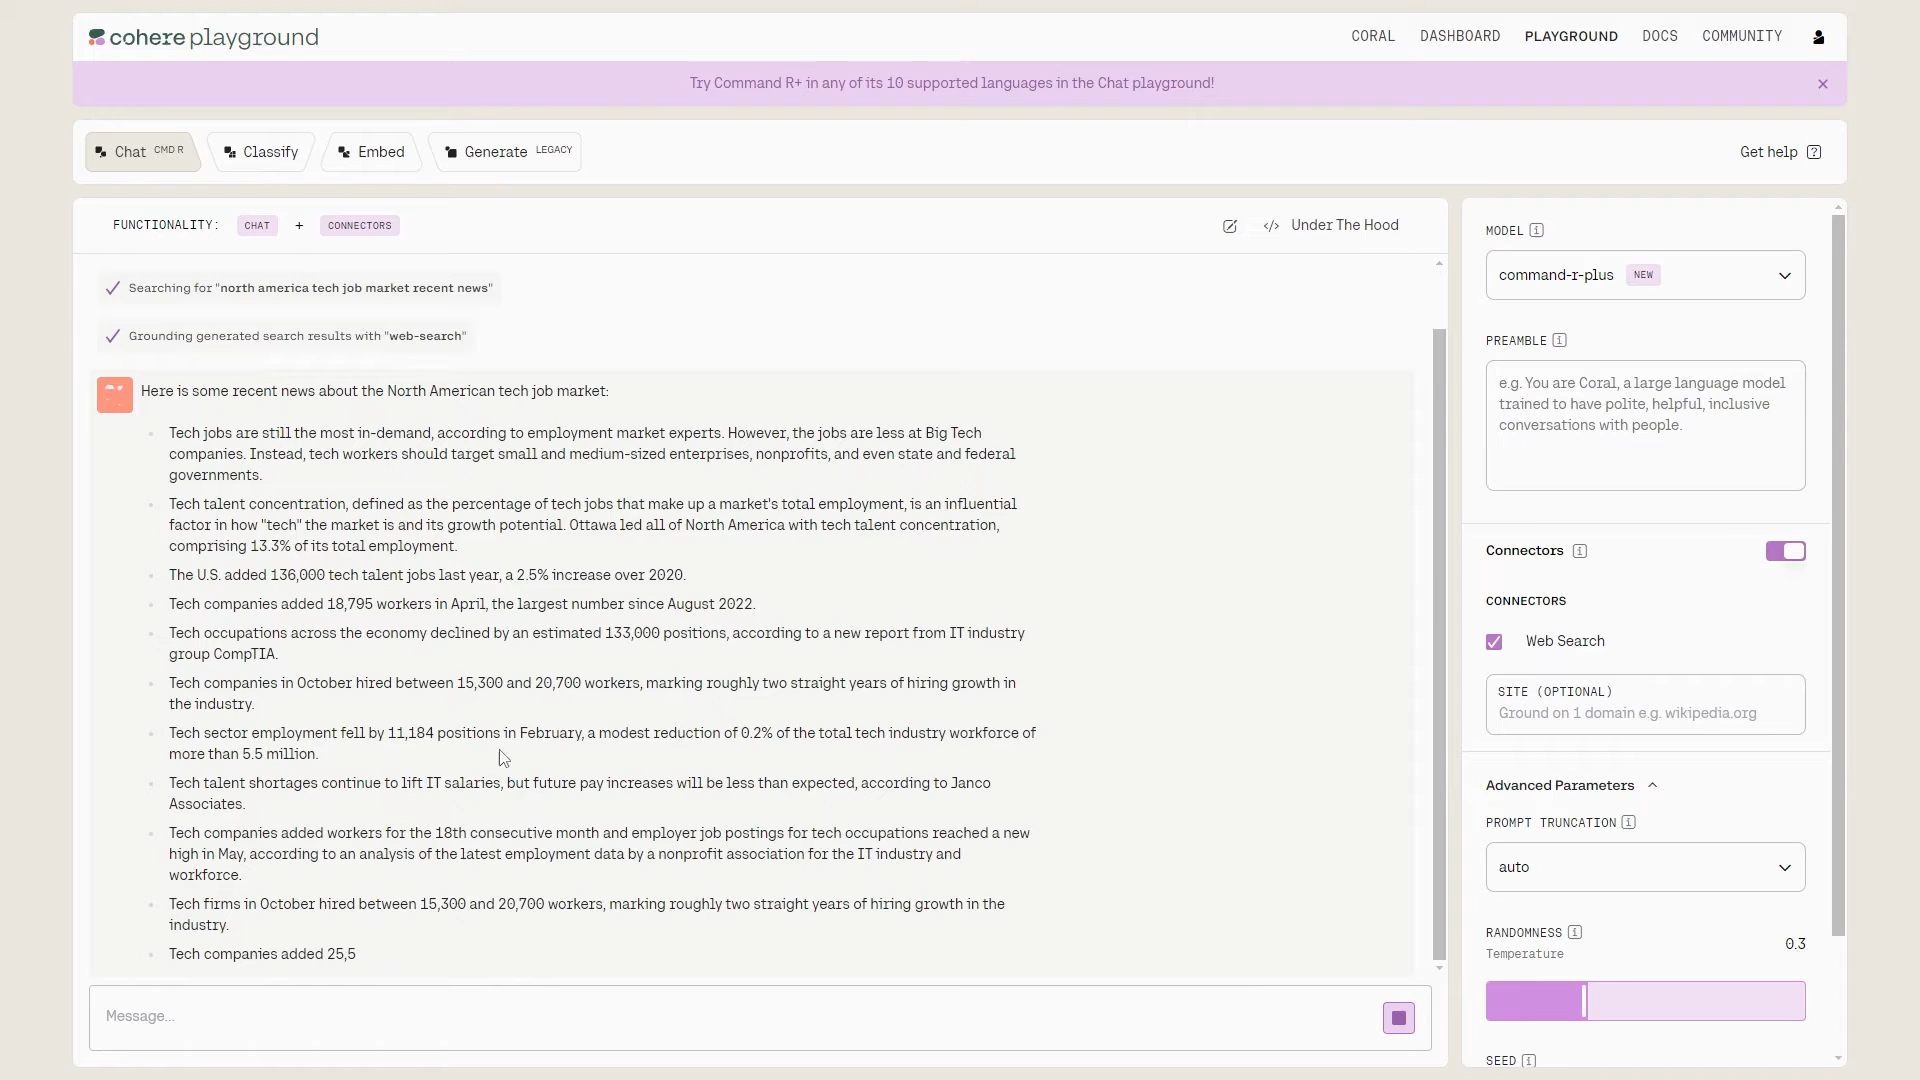 cohere playground
CORAL DASHBOARD PLAYGROUND DOCS COMMUNITY
Try Command R+ in any of its 10 supported languages in the Chat playground!
Chat CMD R Classify Embed Generate LEGACY
Get help
FUNCTIONALITY: CHAT + CONNECTORS
</> Under The Hood
Searching for "north america tech job market recent news"
Grounding generated search results with "web-search"
Here is some recent news about the North American tech job market:
Tech jobs are still the most in-demand, according to employment market experts. However, the jobs are less at Big Tech
companies. Instead, tech workers should target small and medium-sized enterprises, nonprofits, and even state and federal
governments.
Tech talent concentration, defined as the percentage of tech jobs that make up a market's total employment, is an influential
factor in how "tech" the market is and its growth potential. Ottawa led all of North America with tech talent concentration,
comprising 13.3% of its total employment.
The U.S. added 136,000 tech talent jobs last year, a 2.5% increase over 2020.
Tech companies added 18,795 workers in April, the largest number since August 2022.
Tech occupations across the economy declined by an estimated 133,000 positions, according to a new report from IT industry
group CompTIA.
Tech companies in October hired between 15,300 and 20,700 workers, marking roughly two straight years of hiring growth in
the industry.
Tech sector employment fell by 11,184 positions in February, a modest reduction of 0.2% of the total tech industry workforce of
more than 5.5 million.
Tech talent shortages continue to lift IT salaries, but future pay increases will be less than expected, according to Janco
Associates.
Tech companies added workers for the 18th consecutive month and employer job postings for tech occupations reached a new
high in May, according to an analysis of the latest employment data by a nonprofit association for the IT industry and
workforce.
Tech firms in October hired between 15,300 and 20,700 workers, marking roughly two straight years of hiring growth in the
industry.
Tech companies added 25,5
Message...
MODEL
command-r-plus NEW
PREAMBLE
e.g. You are Coral, a large language model
trained to have polite, helpful, inclusive
conversations with people.
Connectors
CONNECTORS
Web Search
SITE (OPTIONAL)
Ground on 1 domain e.g. wikipedia.org
Advanced Parameters
PROMPT TRUNCATION
auto
RANDOMNESS
Temperature
0.3
SEED